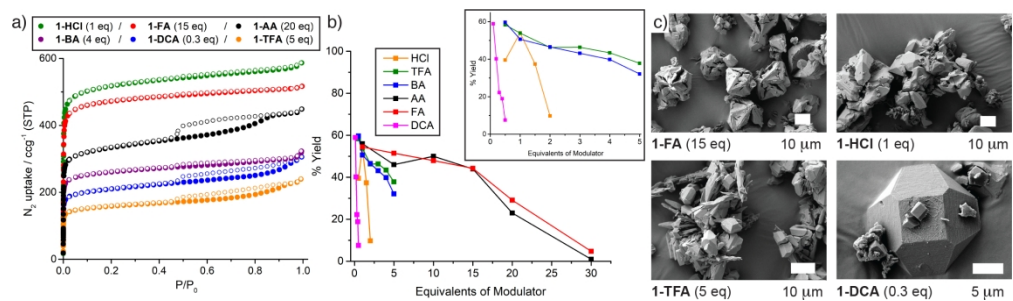 a)
1-HCl (1 eq) / 1-FA (15 eq) / 1-AA (20 eq)
1-BA (4 eq) / 1-DCA (0.3 eq) / 1-TFA (5 eq)
N₂ uptake / ccg⁻¹ (STP)
600
400
200
0
0.0 0.2 0.4 0.6 0.8 1.0
P/P₀
b)
% Yield
100
80
60
40
20
0
HCl
TFA
BA
AA
FA
DCA
0 5 10 15 20 25 30
Equivalents of Modulator
% Yield
60
40
20
0
0 1 2 3 4 5
Equivalents of Modulator
c)
1-FA (15 eq) 10 μm
1-HCl (1 eq) 10 μm
1-TFA (5 eq) 10 μm
1-DCA (0.3 eq) 5 μm